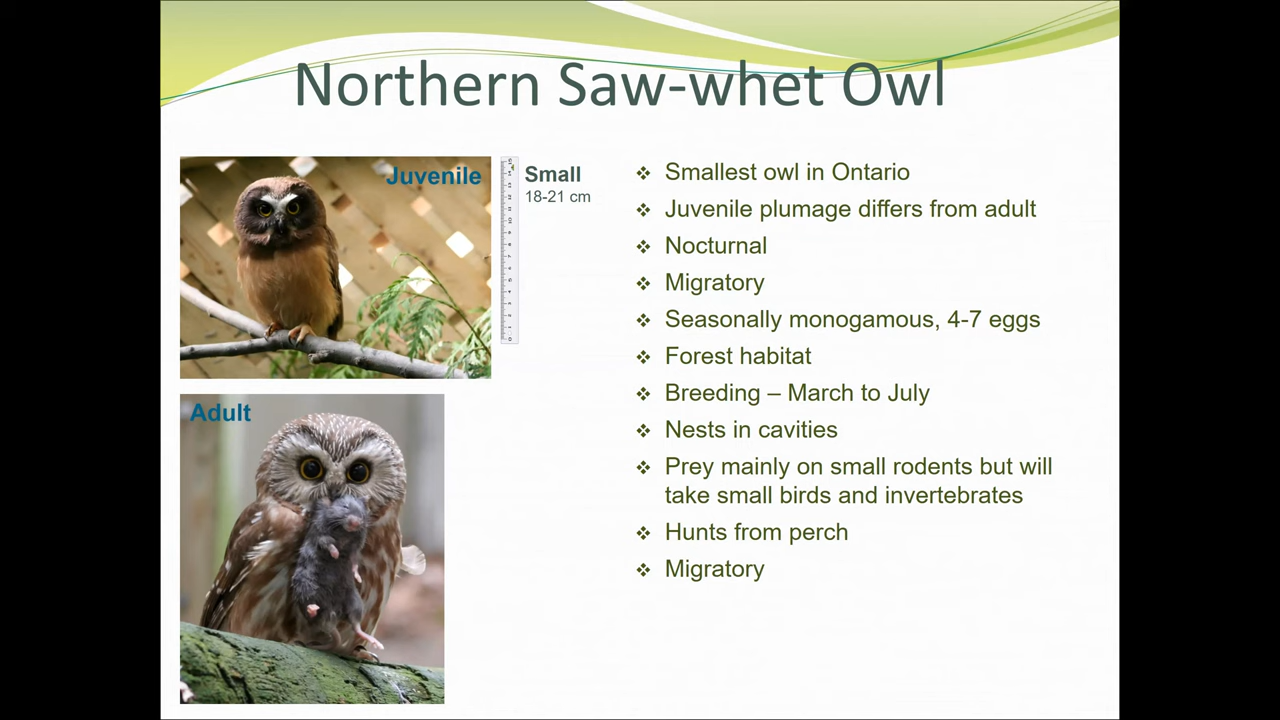 Northern Saw-whet Owl
Juvenile
Small
18-21 cm
Adult
Smallest owl in Ontario
Juvenile plumage differs from adult
Nocturnal
Migratory
Seasonally monogamous, 4-7 eggs
Forest habitat
Breeding – March to July
Nests in cavities
Prey mainly on small rodents but will
take small birds and invertebrates
Hunts from perch
Migratory